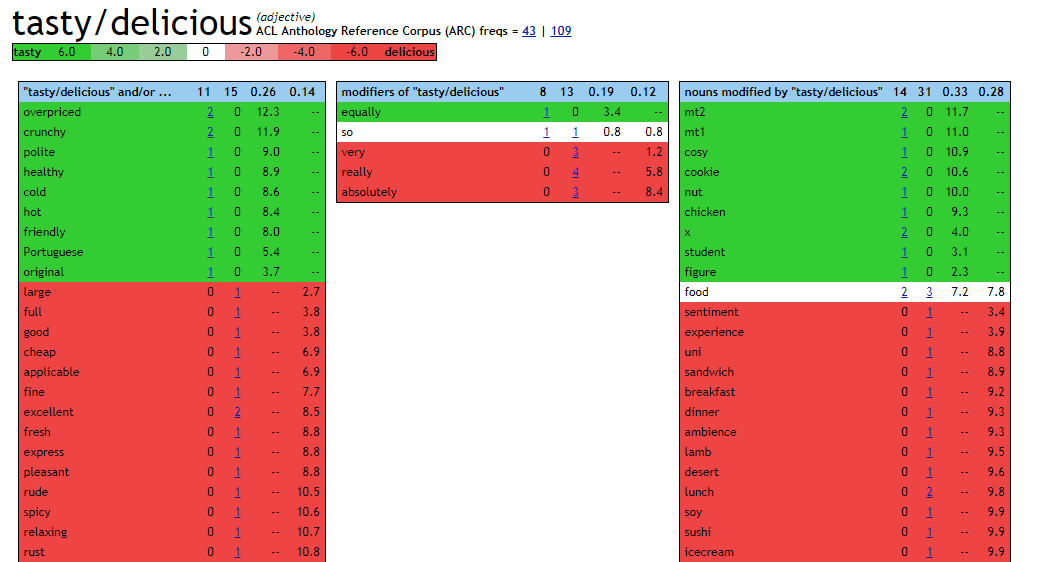 tasty/delicious (adjective)
ACL Anthology Reference Corpus (ARC) freqs = 43 | 109
tasty 6.0 4.0 2.0 0 -2.0 -4.0 -6.0 delicious
"tasty/delicious" and/or ... 11 15 0.26 0.14
overpriced 2 0 12.3 --
crunchy 2 0 11.9 --
polite 1 0 9.0 --
healthy 1 0 8.9 --
cold 1 0 8.6 --
hot 1 0 8.4 --
friendly 1 0 8.0 --
Portuguese 1 0 5.4 --
original 1 0 3.7 --
large 0 1 -- 2.7
full 0 1 -- 3.8
good 0 1 -- 3.8
cheap 0 1 -- 6.9
applicable 0 1 -- 6.9
fine 0 1 -- 7.7
excellent 0 2 -- 8.5
fresh 0 1 -- 8.8
express 0 1 -- 8.8
pleasant 0 1 -- 8.8
rude 0 1 -- 10.5
spicy 0 1 -- 10.6
relaxing 0 1 -- 10.7
rust 0 1 -- 10.8
modifiers of "tasty/delicious" 8 13 0.19 0.12
equally 1 0 3.4 --
so 1 1 0.8 0.8
very 0 3 -- 1.2
really 0 4 -- 5.8
absolutely 0 3 -- 8.4
nouns modified by "tasty/delicious" 14 31 0.33 0.28
mt2 2 0 11.7 --
mt1 1 0 11.0 --
cosy 1 0 10.9 --
cookie 2 0 10.6 --
nut 1 0 10.0 --
chicken 1 0 9.3 --
x 2 0 4.0 --
student 1 0 3.1 --
figure 1 0 2.3 --
food 2 3 7.2 7.8
sentiment 0 1 -- 3.4
experience 0 1 -- 3.9
uni 0 1 -- 8.8
sandwich 0 1 -- 8.9
breakfast 0 1 -- 9.2
dinner 0 1 -- 9.3
ambience 0 1 -- 9.3
lamb 0 1 -- 9.5
desert 0 1 -- 9.6
lunch 0 2 -- 9.8
soy 0 1 -- 9.9
sushi 0 1 -- 9.9
icecream 0 1 -- 9.9